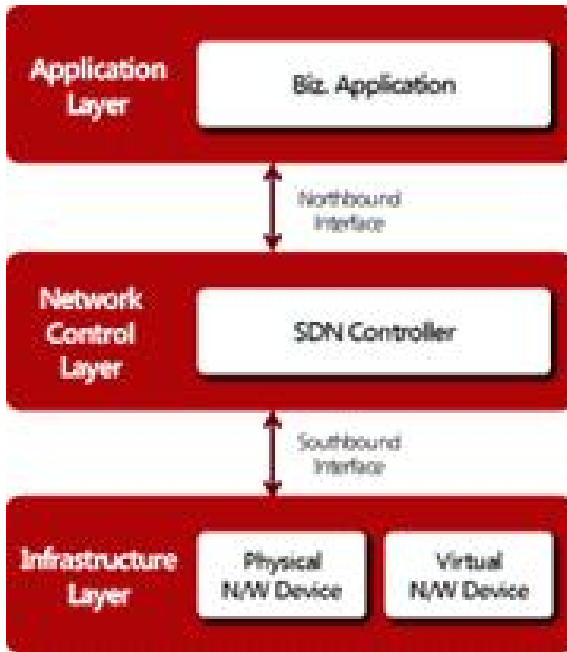 Application
Layer
Biz. Application
Northbound
Interface
Network
Control
Layer
SDN Controller
Southbound
Interface
Infrastructure
Layer
Physical
N/W Device
Virtual
N/W Device